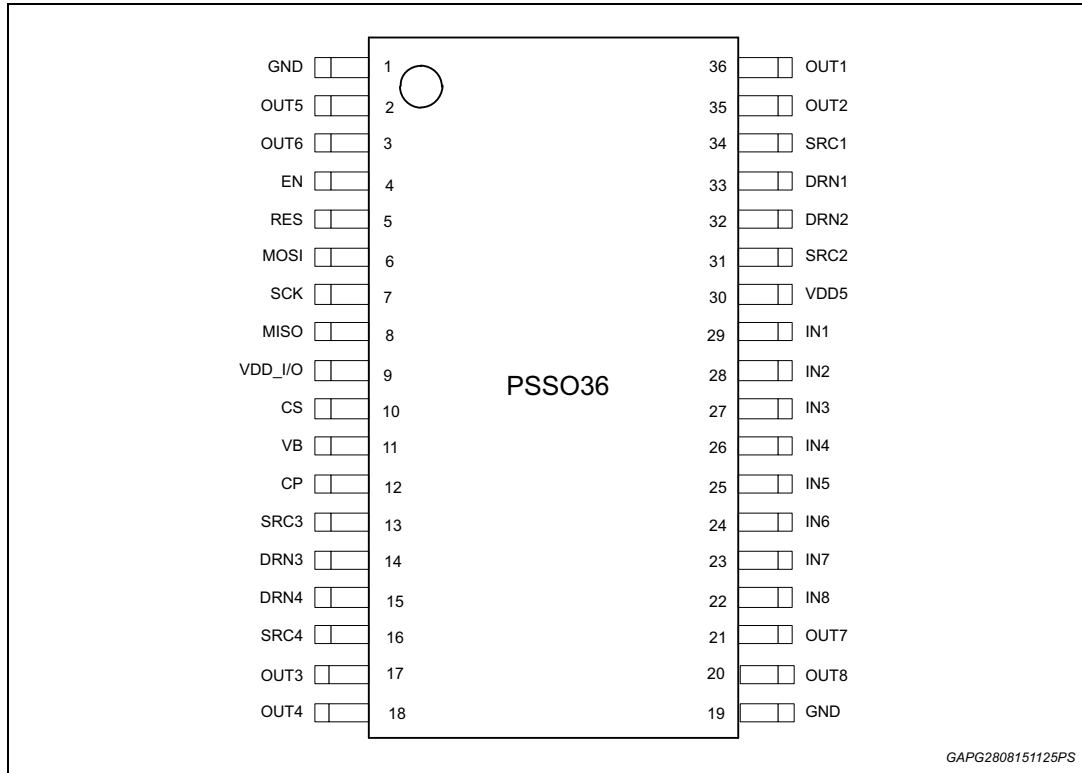 GND 1 36 OUT1
OUT5 2 35 OUT2
OUT6 3 34 SRC1
EN 4 33 DRN1
RES 5 32 DRN2
MOSI 6 31 SRC2
SCK 7 30 VDD5
MISO 8 29 IN1
VDD_I/O 9 28 IN2
PSSO36
CS 10 27 IN3
VB 11 26 IN4
CP 12 25 IN5
SRC3 13 24 IN6
DRN3 14 23 IN7
DRN4 15 22 IN8
SRC4 16 21 OUT7
OUT3 17 20 OUT8
OUT4 18 19 GND
GAPG2808151125PS